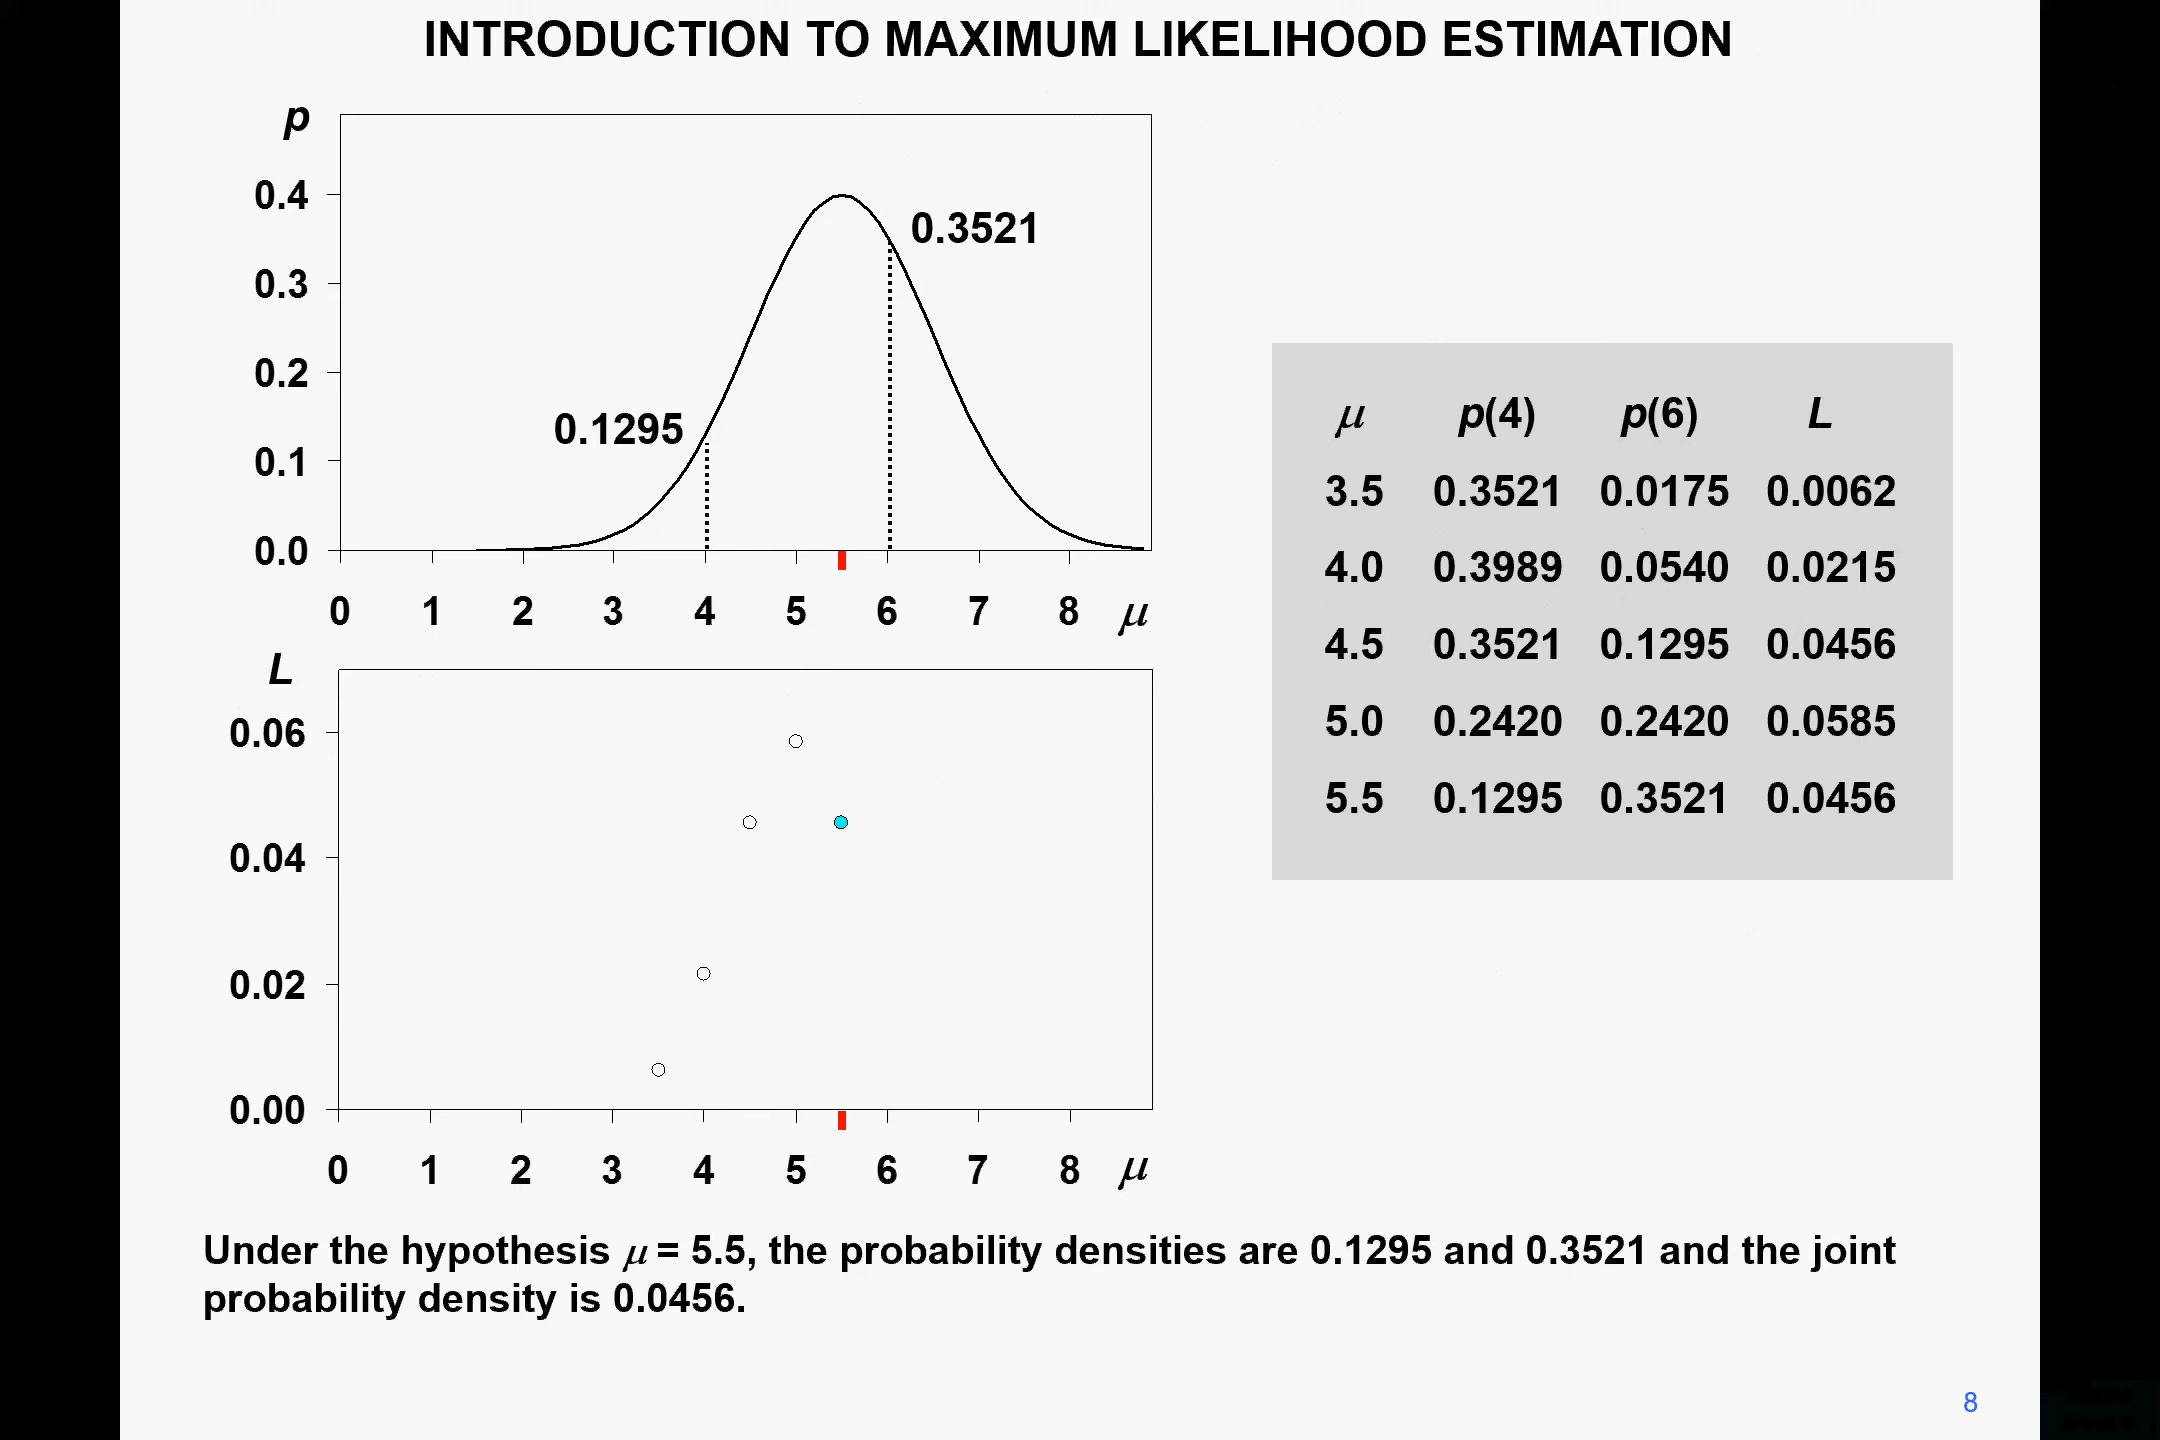 INTRODUCTION TO MAXIMUM LIKELIHOOD ESTIMATION
p
0.4
0.3
0.2
0.1
0.0
0.3521
0.1295
0 1 2 3 4 5 6 7 8 μ
L
0.06
0.04
0.02
0.00
0 1 2 3 4 5 6 7 8 μ
μ p(4) p(6) L
3.5 0.3521 0.0175 0.0062
4.0 0.3989 0.0540 0.0215
4.5 0.3521 0.1295 0.0456
5.0 0.2420 0.2420 0.0585
5.5 0.1295 0.3521 0.0456
Under the hypothesis μ = 5.5, the probability densities are 0.1295 and 0.3521 and the joint
probability density is 0.0456.
8